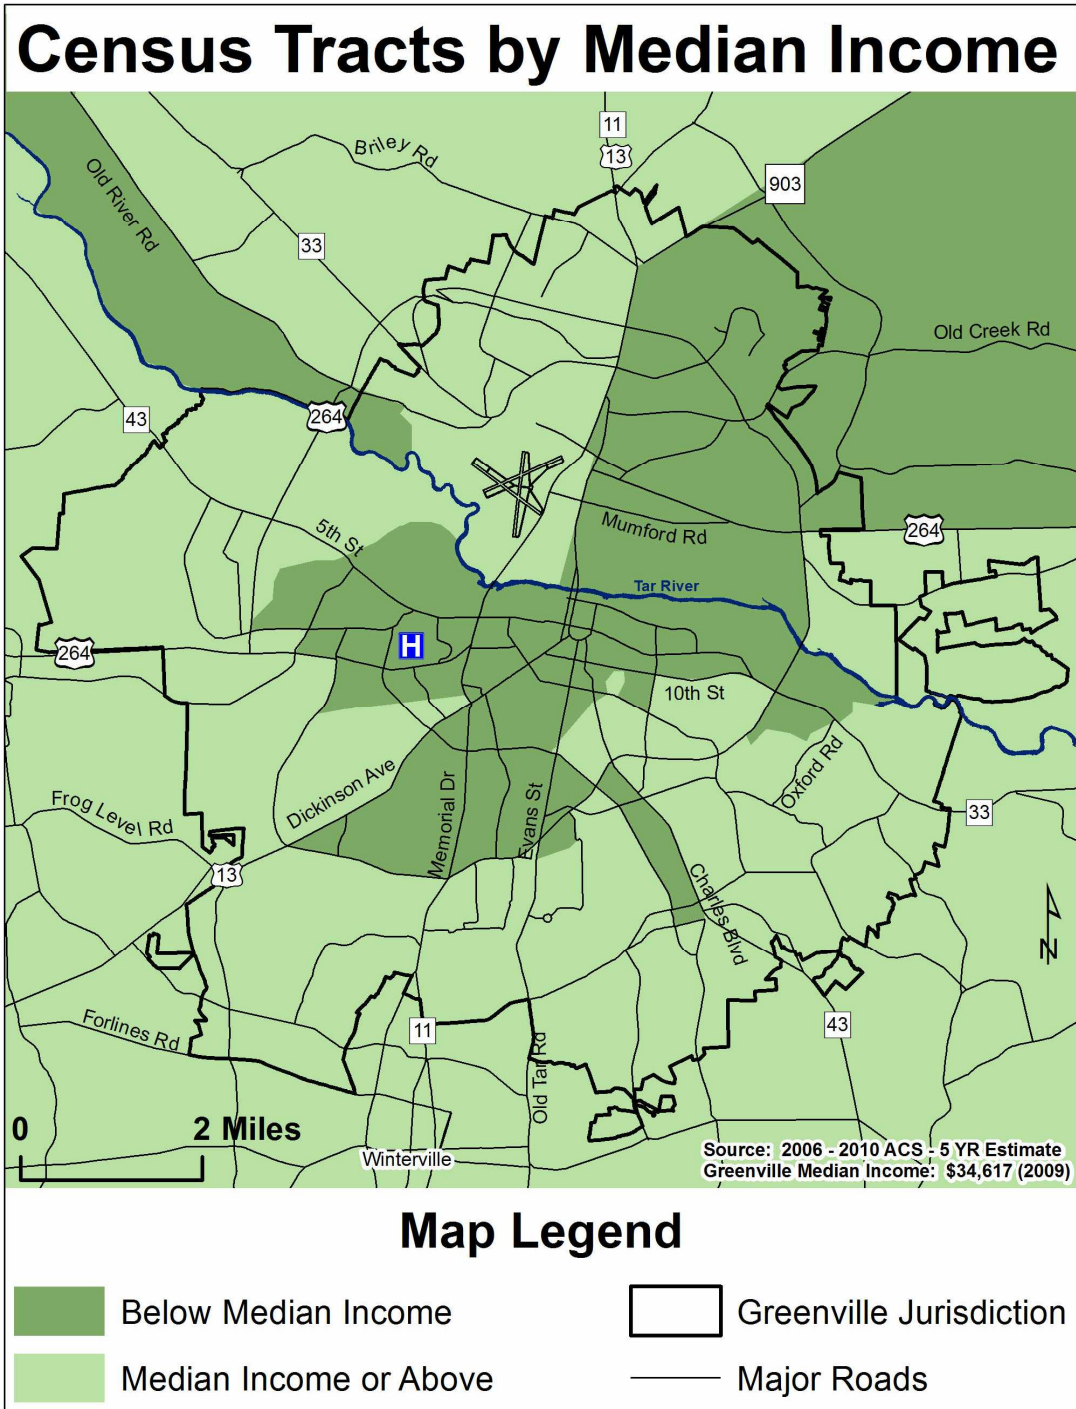 Census Tracts by Median Income
11
13
Briley Rd
903
Old River Rd
33
Old Creek Rd
43
264
5th St
Mumford Rd
264
Tar River
H
264
10th St
Oxford Rd
Dickinson Ave
Memorial Dr
Evans St
Frog Level Rd
33
13
Charles Blvd
N
Forlines Rd
11
43
Old Tar Rd
0 2 Miles
Winterville
Source: 2006 - 2010 ACS - 5 YR Estimate
Greenville Median Income: $34,617 (2009)
Map Legend
Below Median Income
Greenville Jurisdiction
Median Income or Above
Major Roads